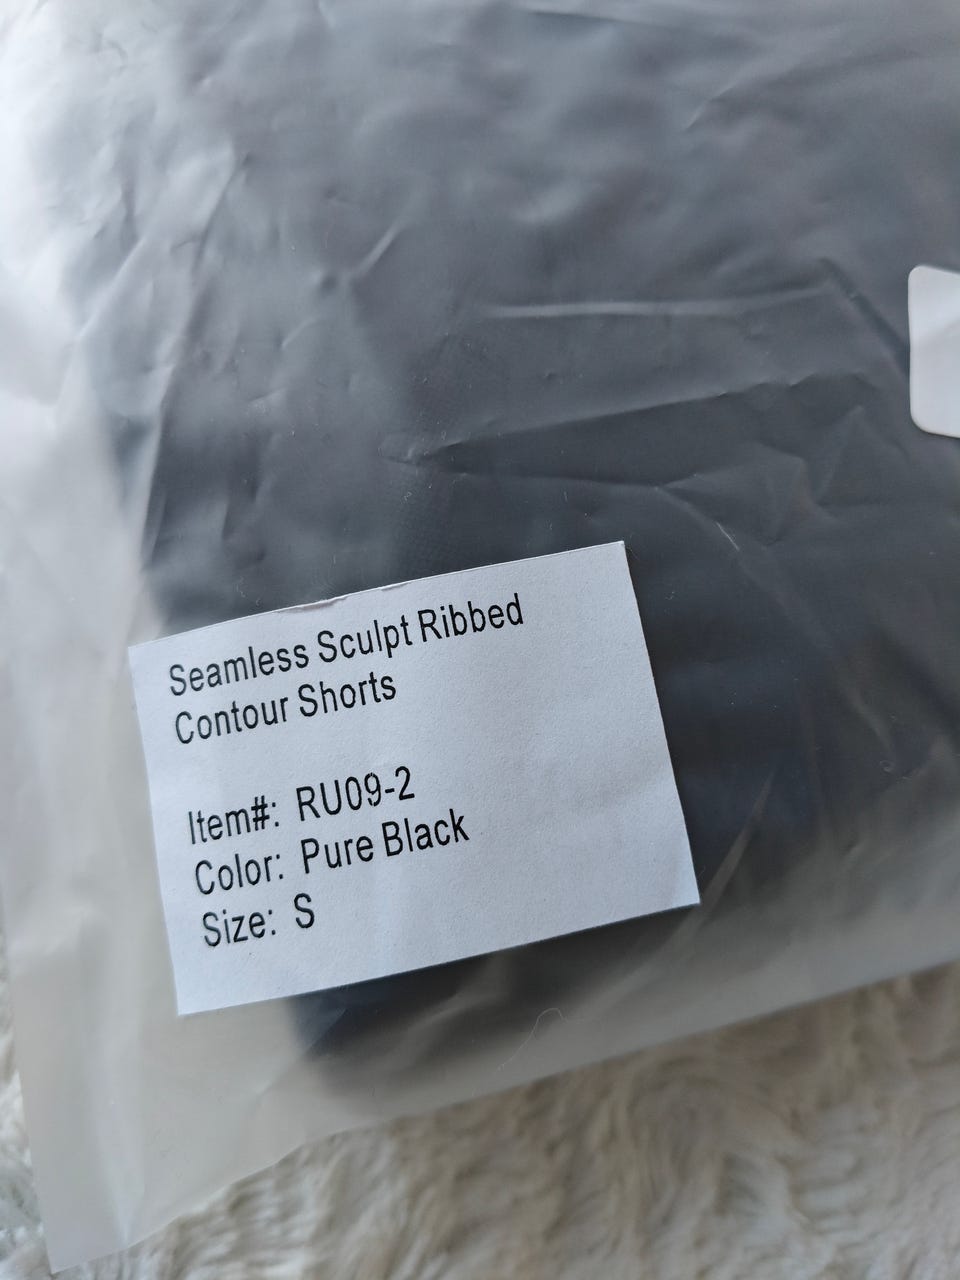 Seamless Sculpt Ribbed
Contour Shorts
Item#: RU09-2
Color: Pure Black
Size: S